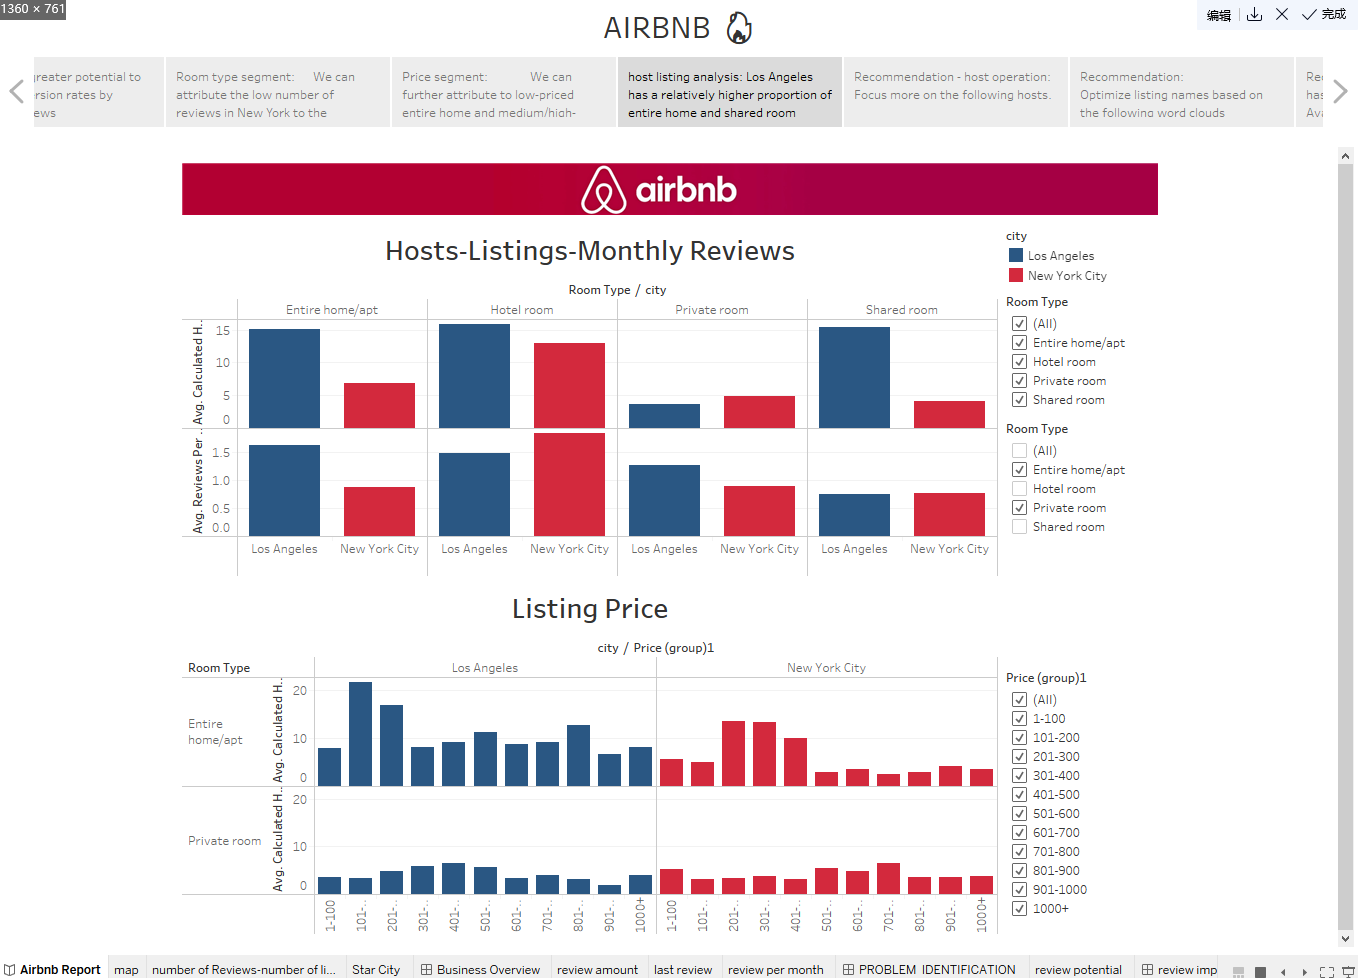 1360 × 761
编辑
完成
AIRBNB
greater potential to
rsion rates by
ews
Room type segment: We can
attribute the low number of
reviews in New York to the
Price segment: We can
further attribute to low-priced
entire home and medium/high-
host listing analysis: Los Angeles
has a relatively higher proportion of
entire home and shared room
Recommendation - host operation:
Focus more on the following hosts.
Recommendation:
Optimize listing names based on
the following word clouds
Re
has
Ava
airbnb
Hosts-Listings-Monthly Reviews
Room Type / city
Entire home/apt
Hotel room
Private room
Shared room
Avg. Calculated H..
15
10
5
0
Avg. Reviews Per ..
1.5
1.0
0.5
0.0
Los Angeles
New York City
Los Angeles
New York City
Los Angeles
New York City
Los Angeles
New York City
city
Los Angeles
New York City
Room Type
(All)
Entire home/apt
Hotel room
Private room
Shared room
Room Type
(All)
Entire home/apt
Hotel room
Private room
Shared room
Listing Price
city / Price (group)1
Room Type
Los Angeles
New York City
Entire
home/apt
Avg. Calculated H..
20
10
0
Private room
Avg. Calculated H..
20
10
0
1-100
101-..
201-..
301-..
401-..
501-..
601-..
701-..
801-..
901-..
1000+
1-100
101-..
201-..
301-..
401-..
501-..
601-..
701-..
801-..
901-..
1000+
Price (group)1
(All)
1-100
101-200
201-300
301-400
401-500
501-600
601-700
701-800
801-900
901-1000
1000+
Airbnb Report
map
number of Reviews-number of li...
Star City
Business Overview
review amount
last review
review per month
PROBLEM IDENTIFICATION
review potential
review imp